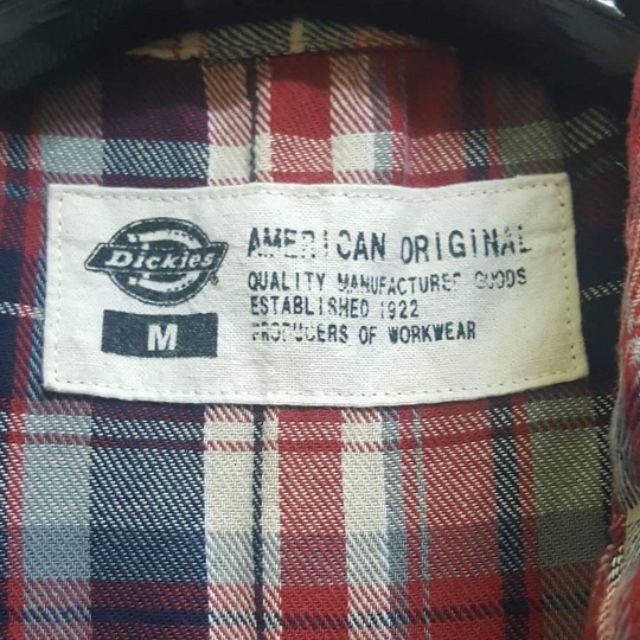 Dickies
M
AMERICAN ORIGINAL
QUALITY MANUFACTURED GOODS
ESTABLISHED 1922
PRODUCERS OF WORKWEAR